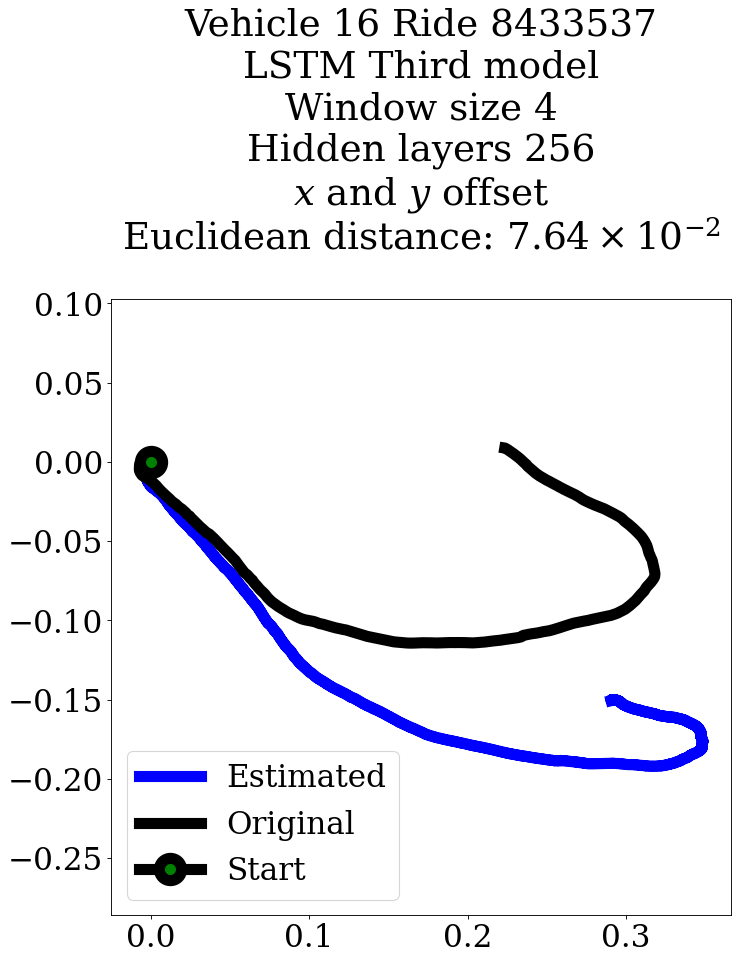 Vehicle 16 Ride 8433537
LSTM Third model
Window size 4
Hidden layers 256
x and y offset
Euclidean distance: 7.64 × 10⁻²
0.10
0.05
0.00
−0.05
−0.10
−0.15
−0.20
−0.25
Estimated
Original
Start
0.0 0.1 0.2 0.3